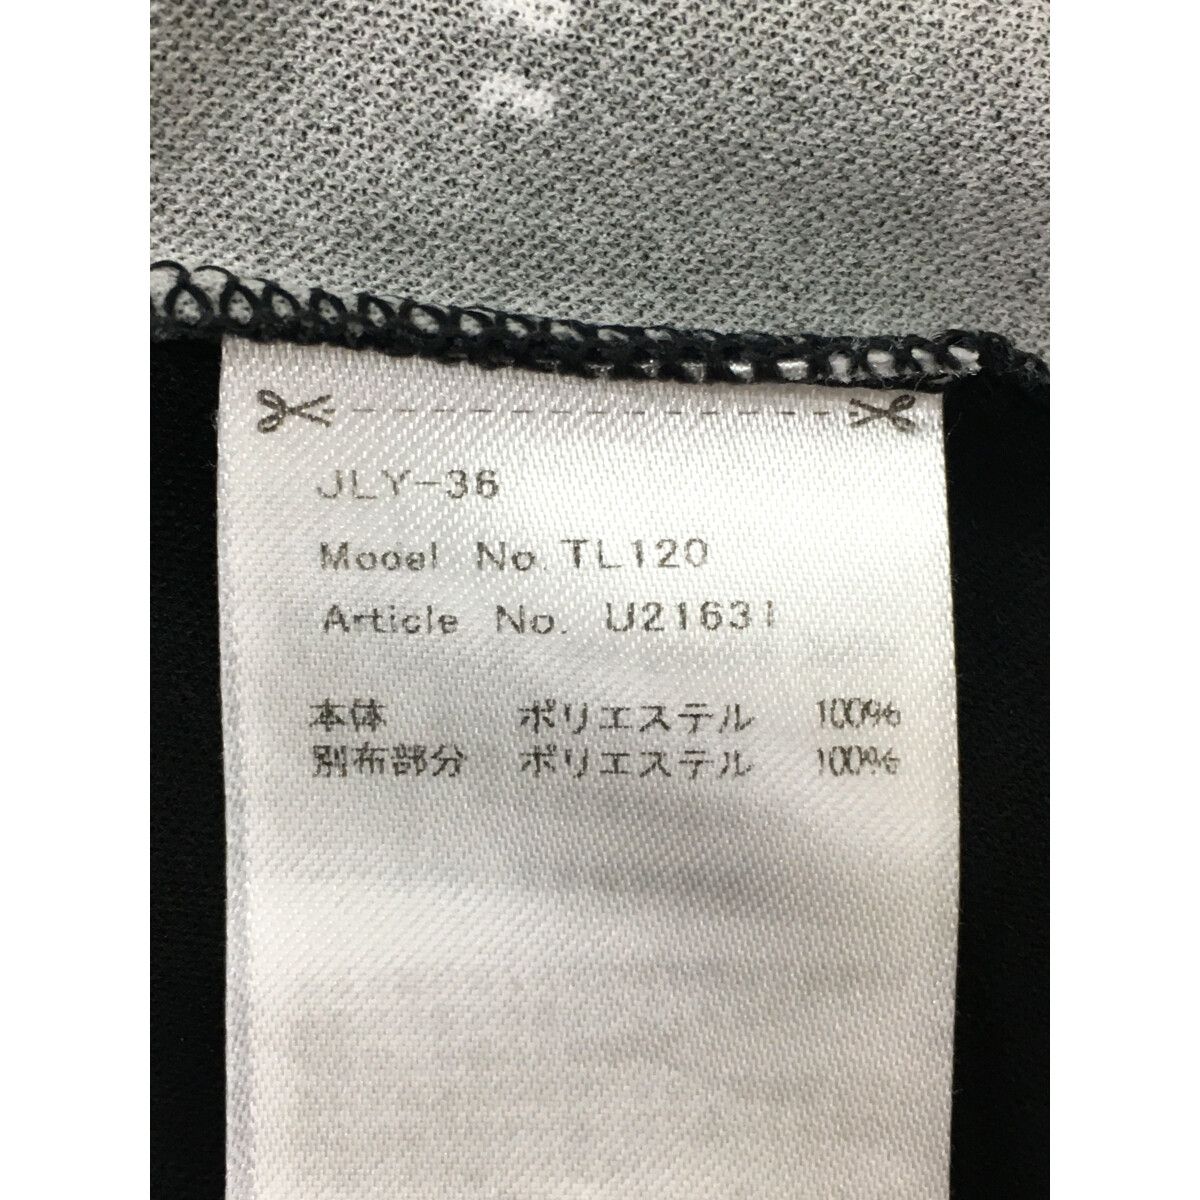 JLY-36
Model No. TL120
Article No. U21631
本体 ポリエステル 100%
別布部分 ポリエステル 100%